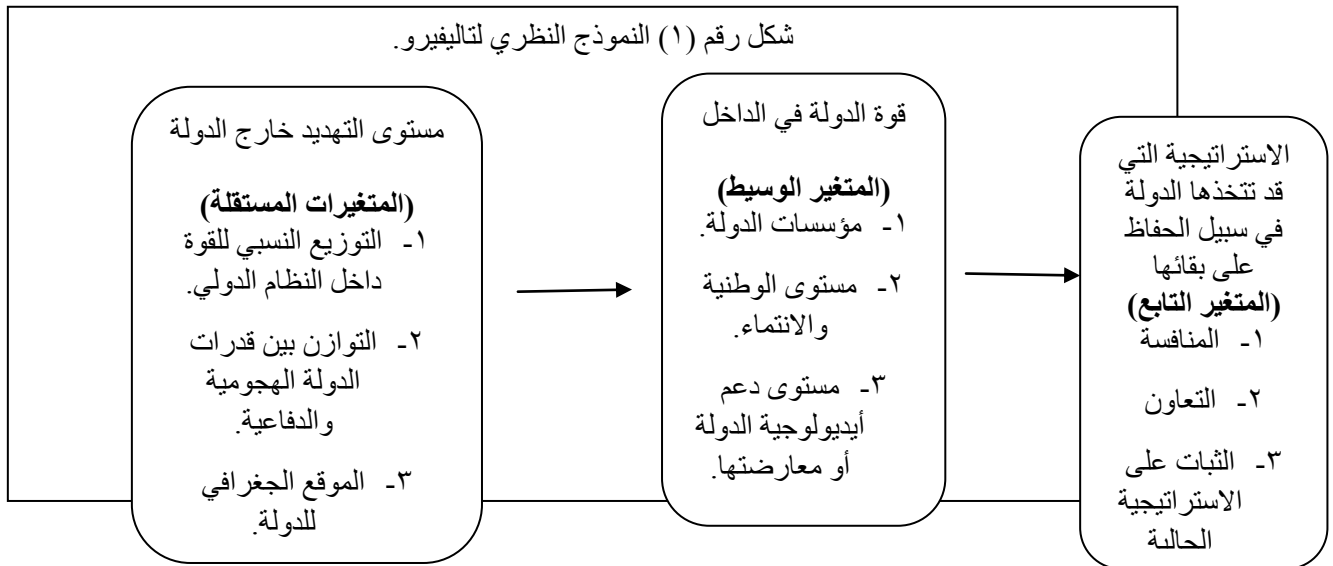 شكل رقم (١) النموذج النظري لتاليفيرو.
مستوى التهديد خارج الدولة
(المتغيرات المستقلة)
١- التوزيع النسبي للقوة
داخل النظام الدولي.
٢- التوازن بين قدرات
الدولة الهجومية
والدفاعية.
٣- الموقع الجغرافي
للدولة.
قوة الدولة في الداخل
(المتغير الوسيط)
١- مؤسسات الدولة.
٢- مستوى الوطنية
والانتماء.
٣- مستوى دعم
أيديولوجية الدولة
أو معارضتها.
الاستراتيجية التي
قد تتخذها الدولة
في سبيل الحفاظ
على بقائها
(المتغير التابع)
١- المنافسة
٢- التعاون
٣- الثبات على
الاستراتيجية
الحالية